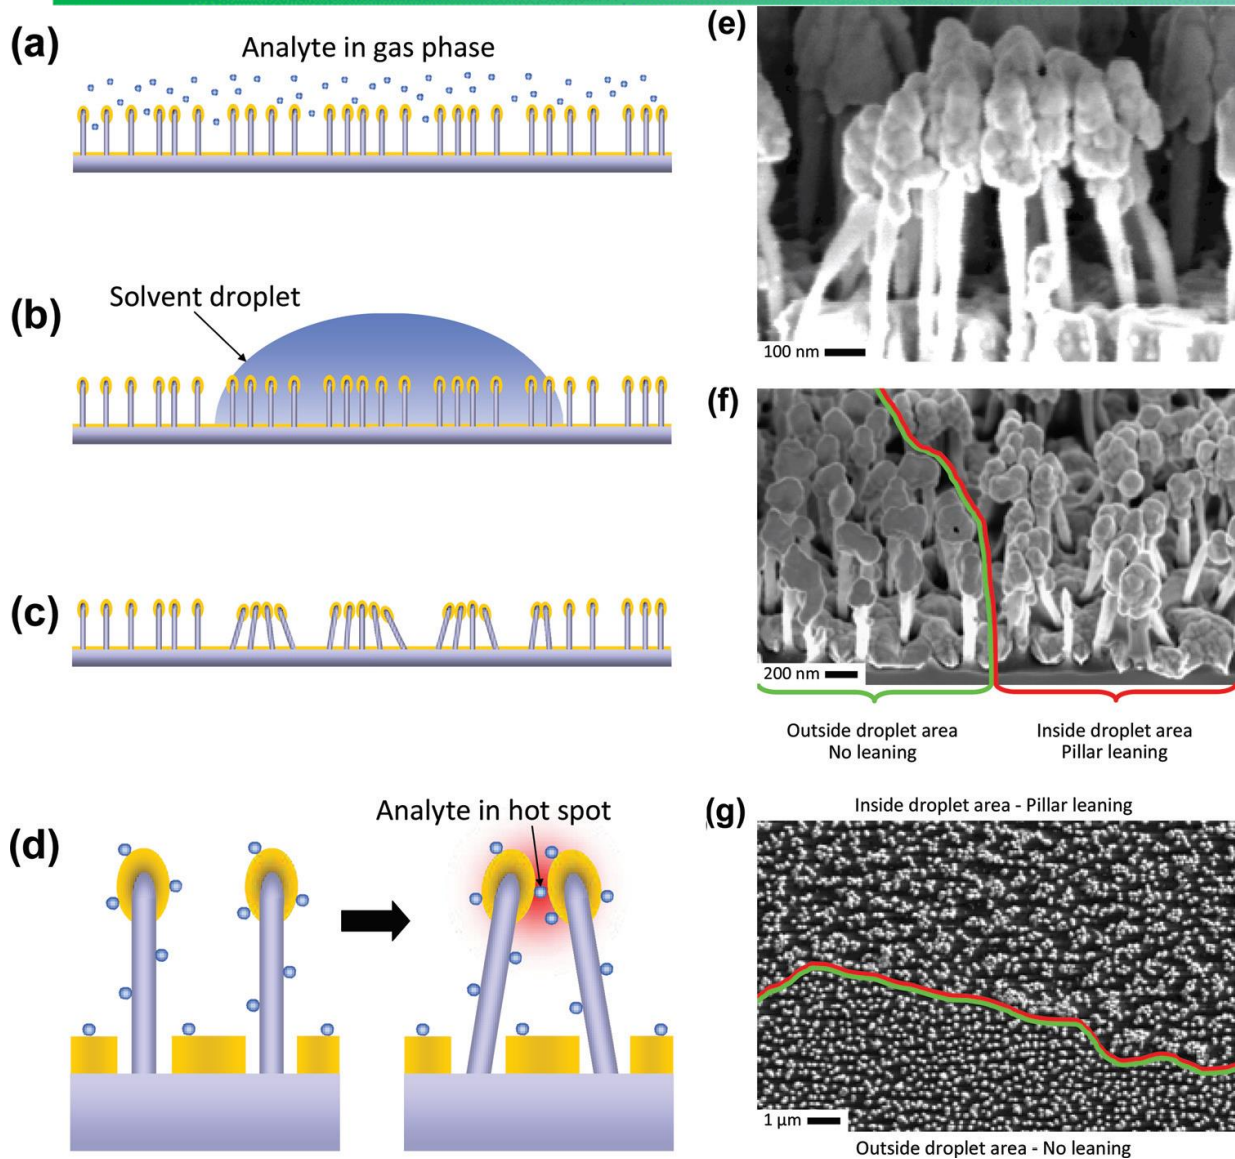 (a)
Analyte in gas phase
(b)
Solvent droplet
(c)
(d)
Analyte in hot spot
(e)
100 nm
(f)
200 nm
Outside droplet area
No leaning
Inside droplet area
Pillar leaning
(g)
Inside droplet area - Pillar leaning
1 µm
Outside droplet area - No leaning